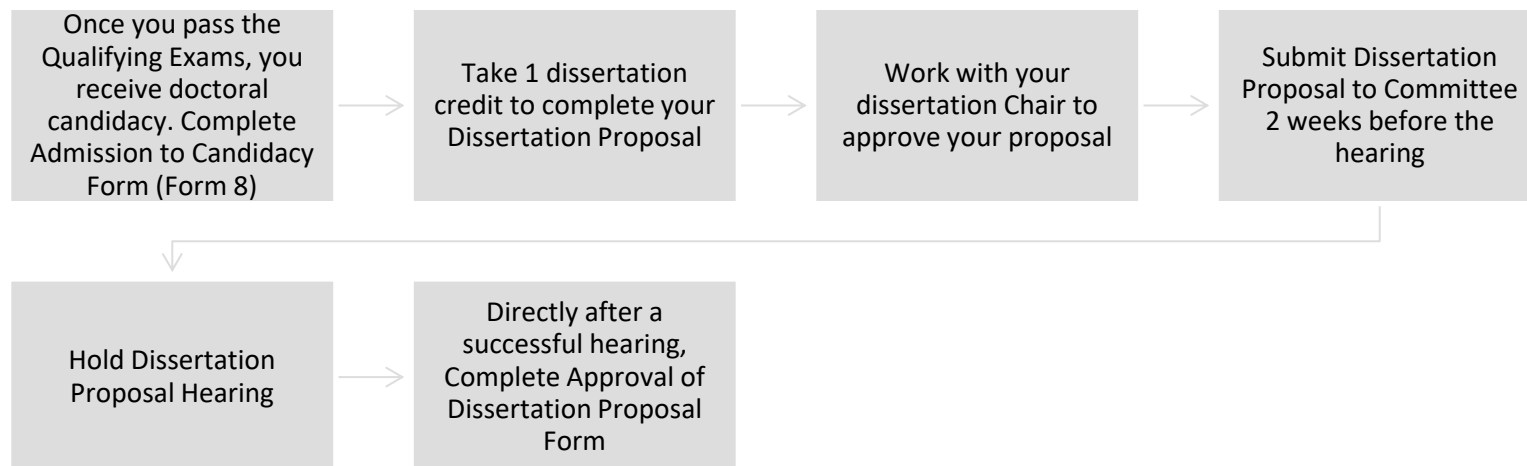 Once you pass the
Qualifying Exams, you
receive doctoral
candidacy. Complete
Admission to Candidacy
Form (Form 8)
Take 1 dissertation
credit to complete your
Dissertation Proposal
Work with your
dissertation Chair to
approve your proposal
Submit Dissertation
Proposal to Committee
2 weeks before the
hearing
Hold Dissertation
Proposal Hearing
Directly after a
successful hearing,
Complete Approval of
Dissertation Proposal
Form